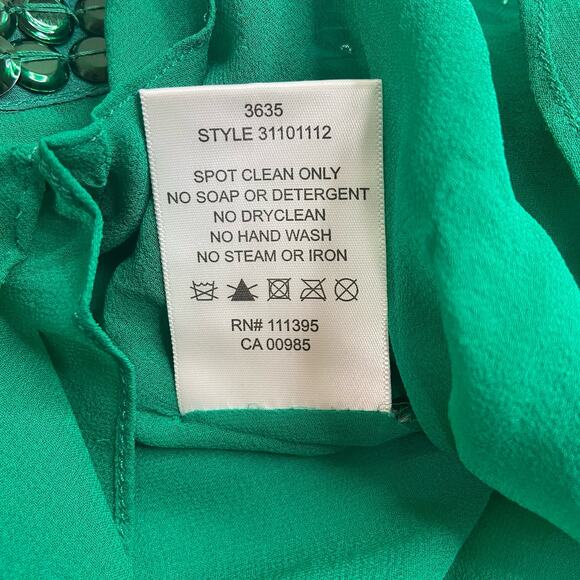 3635
STYLE 31101112
SPOT CLEAN ONLY
NO SOAP OR DETERGENT
NO DRYCLEAN
NO HAND WASH
NO STEAM OR IRON
RN# 111395
CA 00985